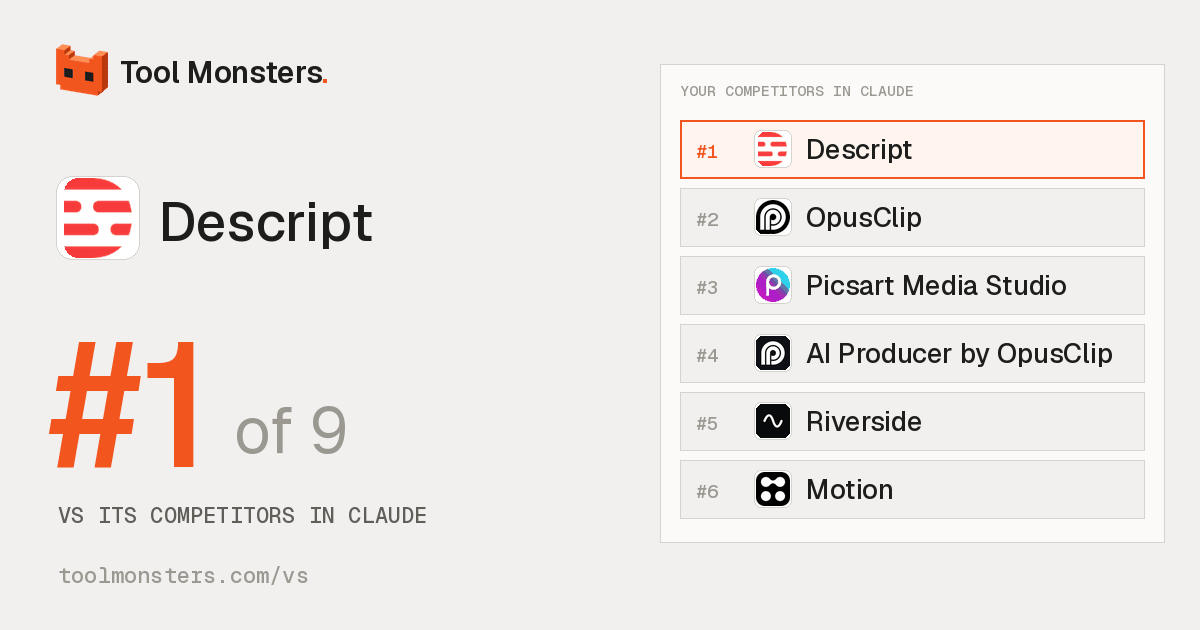 Tool Monsters.
Descript
#1 of 9
VS ITS COMPETITORS IN CLAUDE
toolmonsters.com/vs
YOUR COMPETITORS IN CLAUDE
#1 Descript
#2 OpusClip
#3 Picsart Media Studio
#4 AI Producer by OpusClip
#5 Riverside
#6 Motion